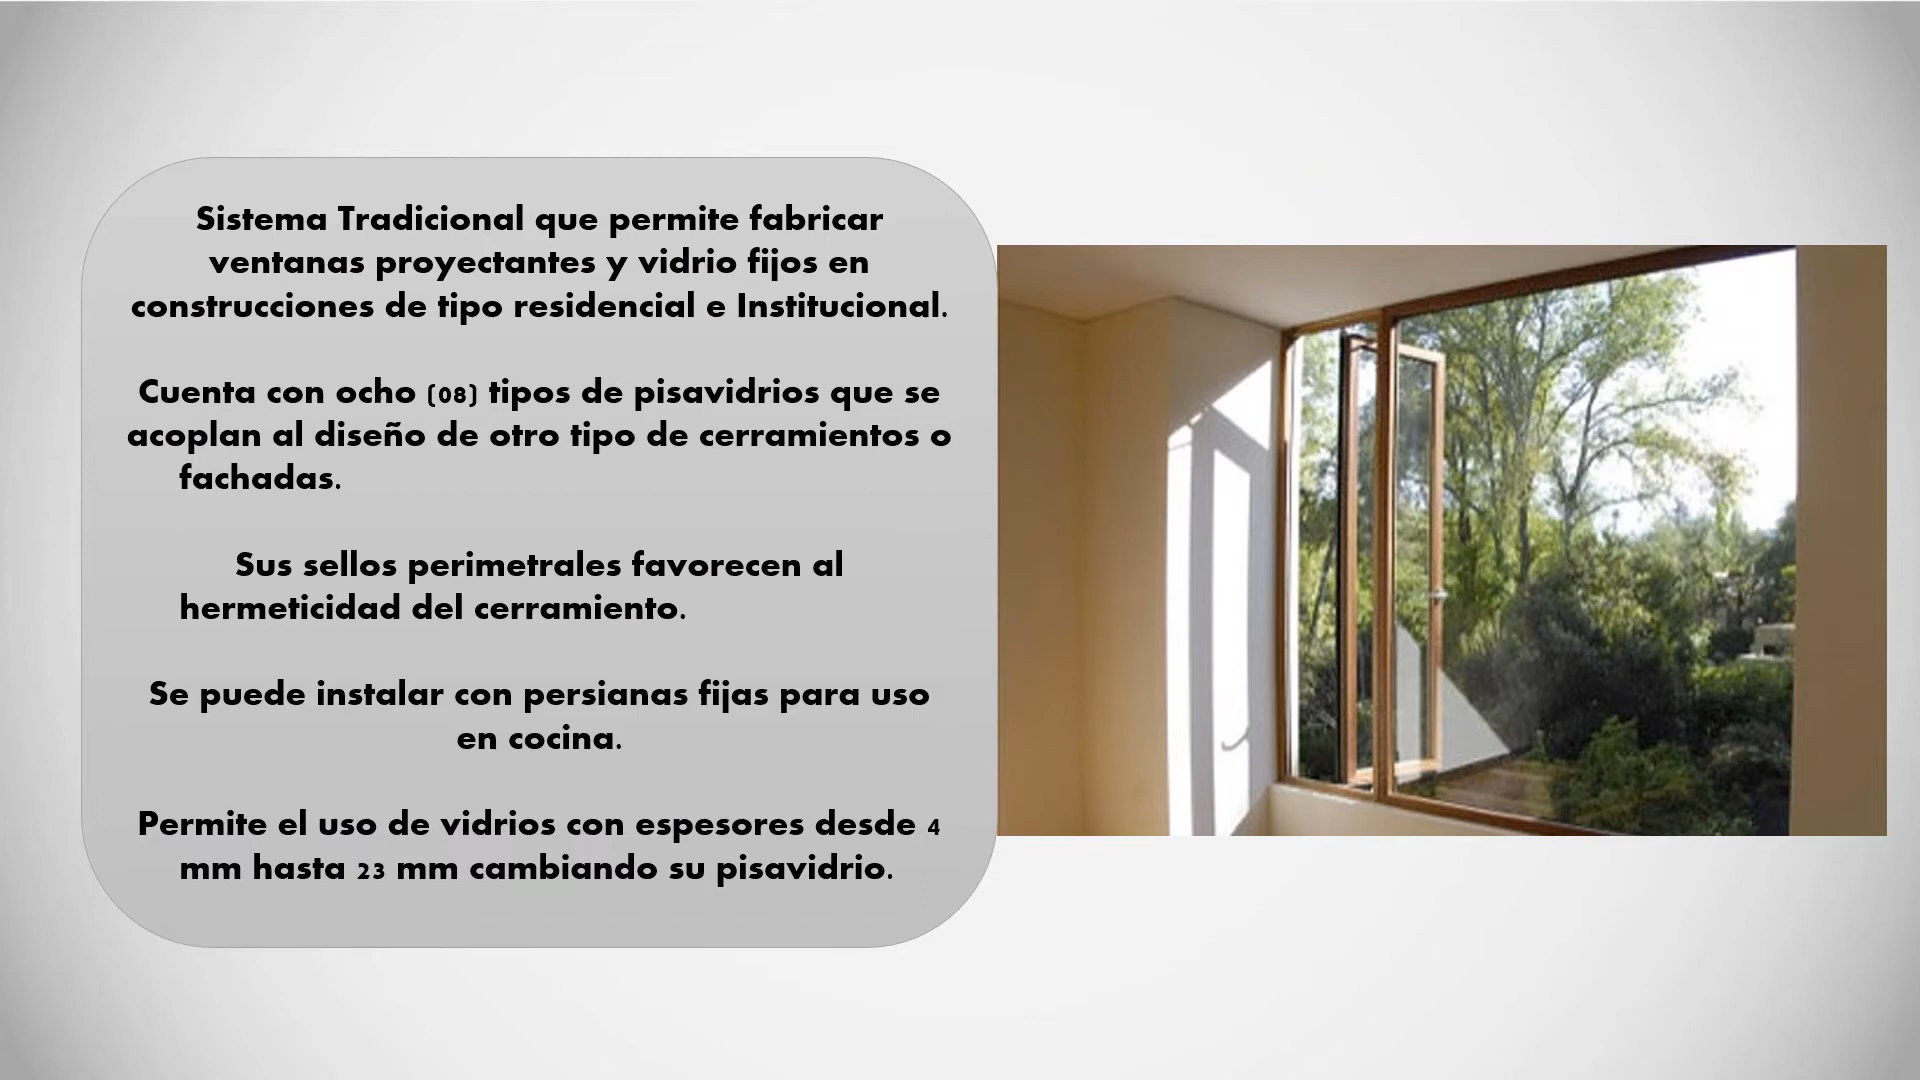 Sistema Tradicional que permite fabricar
ventanas proyectantes y vidrio fijos en
construcciones de tipo residencial e Institucional.
Cuenta con ocho (08) tipos de pisavidrios que se
acoplan al diseño de otro tipo de cerramientos o
fachadas.
Sus sellos perimetrales favorecen al
hermeticidad del cerramiento.
Se puede instalar con persianas fijas para uso
en cocina.
Permite el uso de vidrios con espesores desde 4
mm hasta 23 mm cambiando su pisavidrio.